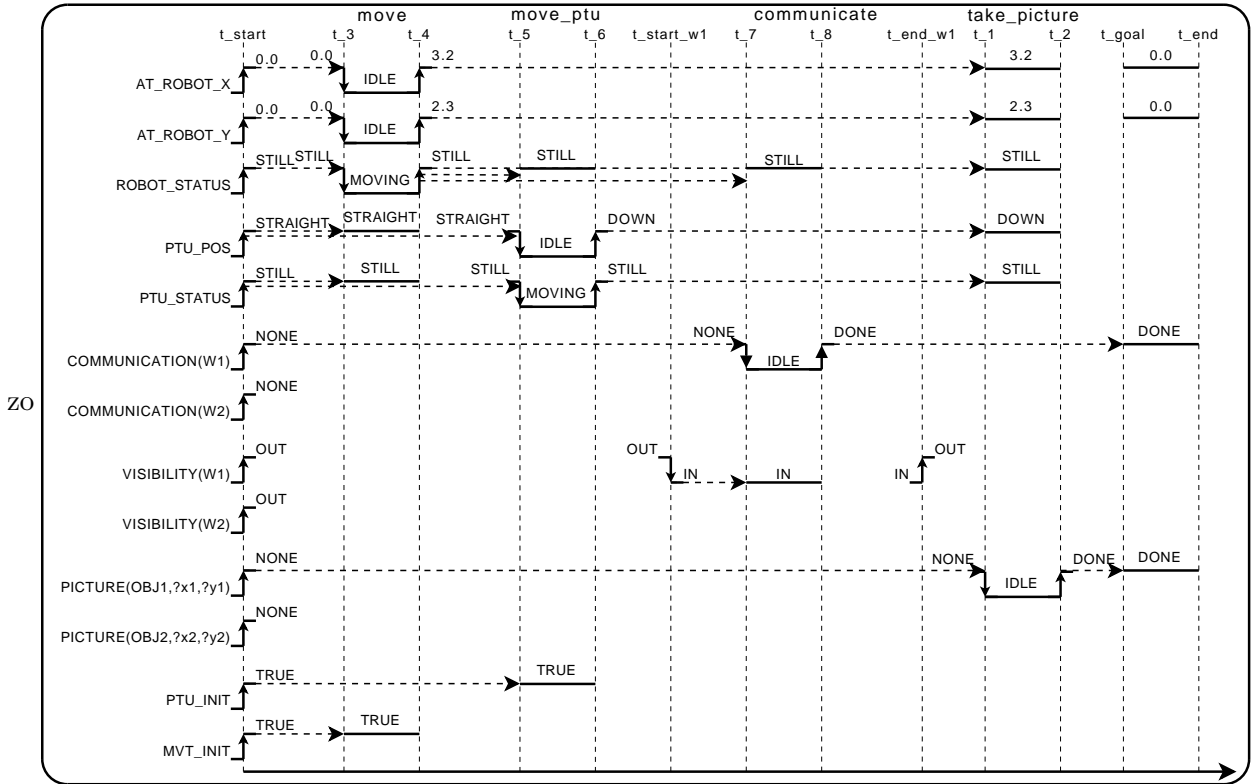 move move_ptu communicate take_picture
t_start t_3 t_4 t_5 t_6 t_start_w1 t_7 t_8 t_end_w1 t_1 t_2 t_goal t_end
0.0 0.0 3.2 3.2 0.0
AT_ROBOT_X IDLE
0.0 0.0 2.3 2.3 0.0
AT_ROBOT_Y IDLE
STILL STILL STILL STILL STILL STILL
ROBOT_STATUS MOVING
STRAIGHT STRAIGHT STRAIGHT DOWN DOWN
PTU_POS IDLE
STILL STILL STILL STILL STILL
PTU_STATUS MOVING
NONE NONE DONE DONE
COMMUNICATION(W1) IDLE
NONE
ZO COMMUNICATION(W2)
OUT OUT OUT
VISIBILITY(W1) IN IN IN
OUT
VISIBILITY(W2)
NONE NONE DONE DONE
PICTURE(OBJ1,?x1,?y1) IDLE
NONE
PICTURE(OBJ2,?x2,?y2)
TRUE TRUE
PTU_INIT
TRUE TRUE
MVT_INIT